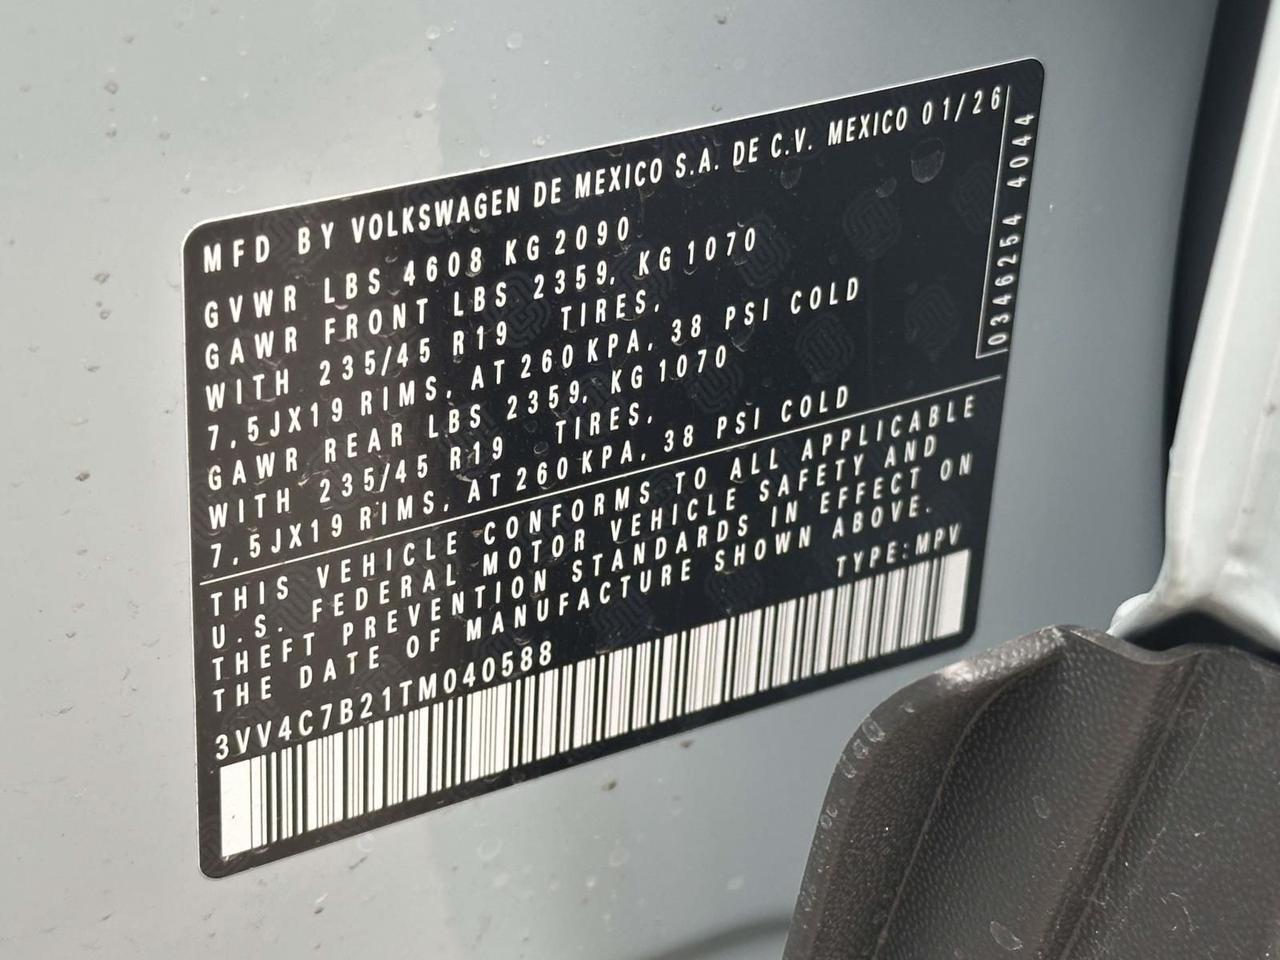 MFD BY VOLKSWAGEN DE MEXICO S.A. DE C.V. MEXICO 01/26
GVWR LBS 4608 KG 2090
GAWR FRONT LBS 2359, KG 1070
WITH 235/45 R19 TIRES,
7,5JX19 RIMS, AT 260 KPA, 38 PSI COLD
GAWR REAR LBS 2359, KG 1070
WITH 235/45 R19 TIRES,
7,5JX19 RIMS, AT 260 KPA, 38 PSI COLD
THIS VEHICLE CONFORMS TO ALL APPLICABLE
U.S. FEDERAL MOTOR VEHICLE SAFETY AND
THEFT PREVENTION STANDARDS IN EFFECT ON
THE DATE OF MANUFACTURE SHOWN ABOVE.
TYPE:MPV
3VV4C7B21TM040588
0346254 4044